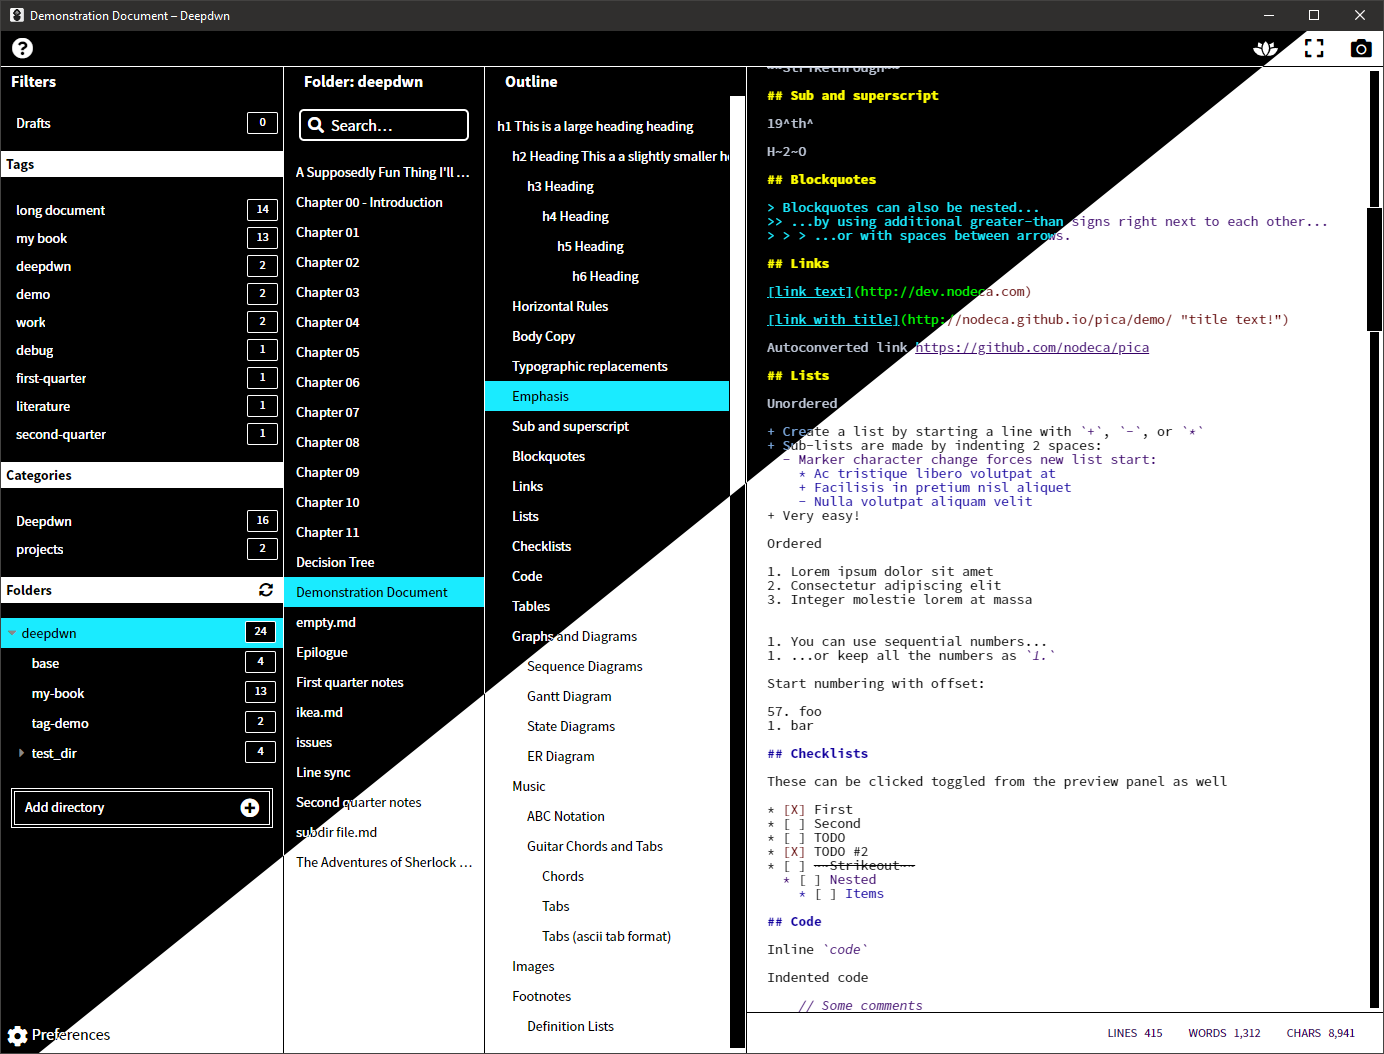 Demonstration Document – Deepdwn
Filters
Drafts 0
Tags
long document 14
my book 13
deepdwn 2
demo 2
work 2
debug 1
first-quarter 1
literature 1
second-quarter 1
Categories
Deepdwn 16
projects 2
Folders
deepdwn 24
base 4
my-book 13
tag-demo 2
test_dir 4
Add directory
Preferences
Folder: deepdwn
Search...
A Supposedly Fun Thing I'll ...
Chapter 00 - Introduction
Chapter 01
Chapter 02
Chapter 03
Chapter 04
Chapter 05
Chapter 06
Chapter 07
Chapter 08
Chapter 09
Chapter 10
Chapter 11
Decision Tree
Demonstration Document
empty.md
Epilogue
First quarter notes
ikea.md
issues
Line sync
Second quarter notes
subdir file.md
The Adventures of Sherlock ...
Outline
h1 This is a large heading heading
h2 Heading This a a slightly smaller he
h3 Heading
h4 Heading
h5 Heading
h6 Heading
Horizontal Rules
Body Copy
Typographic replacements
Emphasis
Sub and superscript
Blockquotes
Links
Lists
Checklists
Code
Tables
Graphs and Diagrams
Sequence Diagrams
Gantt Diagram
State Diagrams
ER Diagram
Music
ABC Notation
Guitar Chords and Tabs
Chords
Tabs
Tabs (ascii tab format)
Images
Footnotes
Definition Lists
~~Strikethrough~~
## Sub and superscript
19^th^
H~2~O
## Blockquotes
> Blockquotes can also be nested...
>> ...by using additional greater-than signs right next to each other...
> > > ...or with spaces between arrows.
## Links
[link text](http://dev.nodeca.com)
[link with title](http://nodeca.github.io/pica/demo/ "title text!")
Autoconverted link https://github.com/nodeca/pica
## Lists
Unordered
+ Create a list by starting a line with `+`, `-`, or `*`
+ Sub-lists are made by indenting 2 spaces:
- Marker character change forces new list start:
* Ac tristique libero volutpat at
+ Facilisis in pretium nisl aliquet
- Nulla volutpat aliquam velit
+ Very easy!
Ordered
1. Lorem ipsum dolor sit amet
2. Consectetur adipiscing elit
3. Integer molestie lorem at massa
1. You can use sequential numbers...
1. ...or keep all the numbers as `1.`
Start numbering with offset:
57. foo
1. bar
## Checklists
These can be clicked toggled from the preview panel as well
* [X] First
* [ ] Second
* [ ] TODO
* [X] TODO #2
* [ ] ~~Strikeout~~
* [ ] Nested
* [ ] Items
## Code
Inline `code`
Indented code
// Some comments
LINES 415 WORDS 1,312 CHARS 8,941